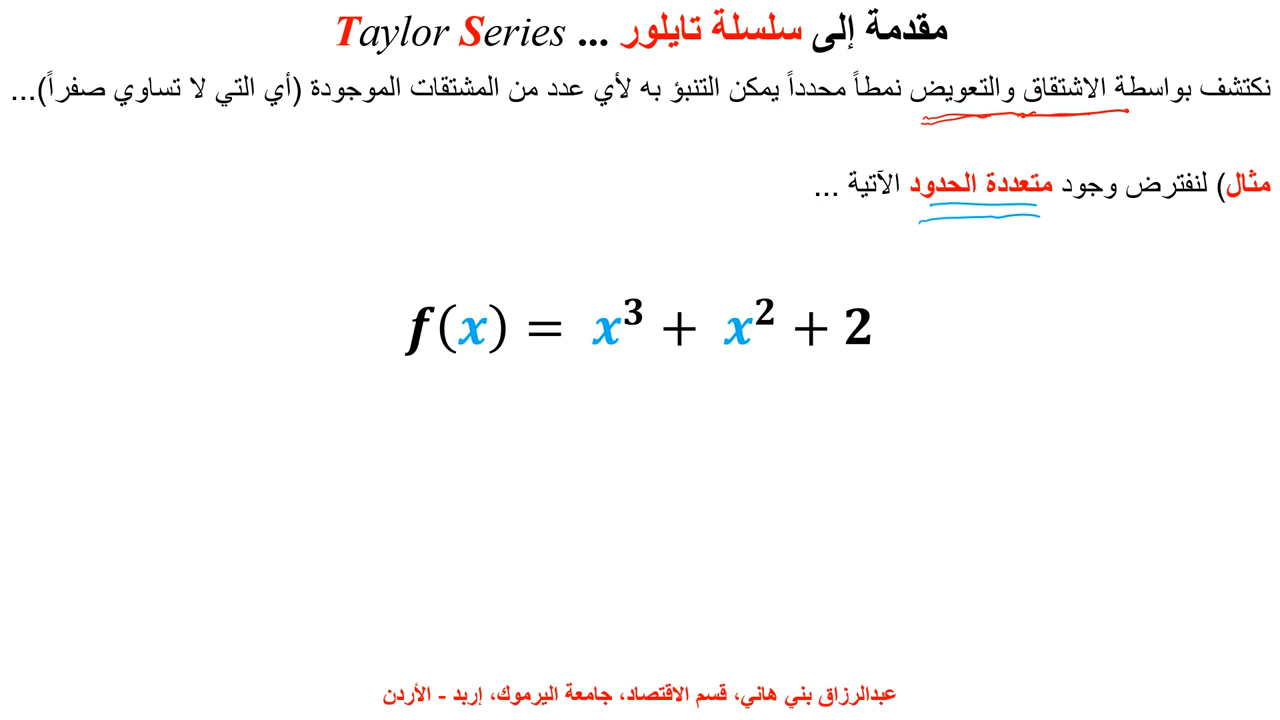 مقدمة إلى سلسلة تايلور ... Taylor Series
نكتشف بواسطة الاشتقاق والتعويض نمطاً محدداً يمكن التنبؤ به لأي عدد من المشتقات الموجودة (أي التي لا تساوي صفراً)...
مثال) لنفترض وجود متعددة الحدود الآتية ...
f(x) = x³ + x² + 2
عبدالرزاق بني هاني، قسم الاقتصاد، جامعة اليرموك، إربد - الأردن